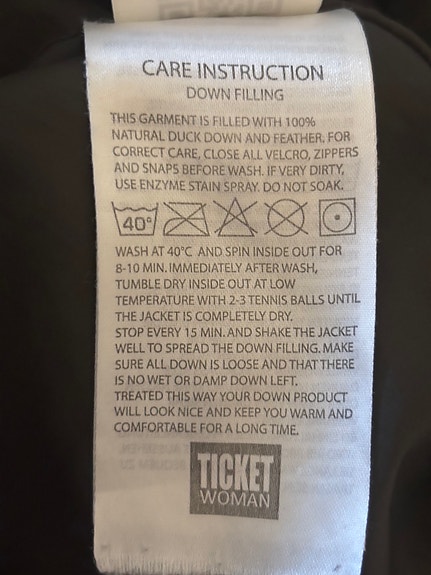 CARE INSTRUCTION
DOWN FILLING
THIS GARMENT IS FILLED WITH 100%
NATURAL DUCK DOWN AND FEATHER. FOR
CORRECT CARE, CLOSE ALL VELCRO, ZIPPERS
AND SNAPS BEFORE WASH. IF VERY DIRTY,
USE ENZYME STAIN SPRAY. DO NOT SOAK.
40°
WASH AT 40°C AND SPIN INSIDE OUT FOR
8-10 MIN. IMMEDIATELY AFTER WASH,
TUMBLE DRY INSIDE OUT AT LOW
TEMPERATURE WITH 2-3 TENNIS BALLS UNTIL
THE JACKET IS COMPLETELY DRY.
STOP EVERY 15 MIN. AND SHAKE THE JACKET
WELL TO SPREAD THE DOWN FILLING. MAKE
SURE ALL DOWN IS LOOSE AND THAT THERE
IS NO WET OR DAMP DOWN LEFT.
TREATED THIS WAY YOUR DOWN PRODUCT
WILL LOOK NICE AND KEEP YOU WARM AND
COMFORTABLE FOR A LONG TIME.
TICKET
WOMAN